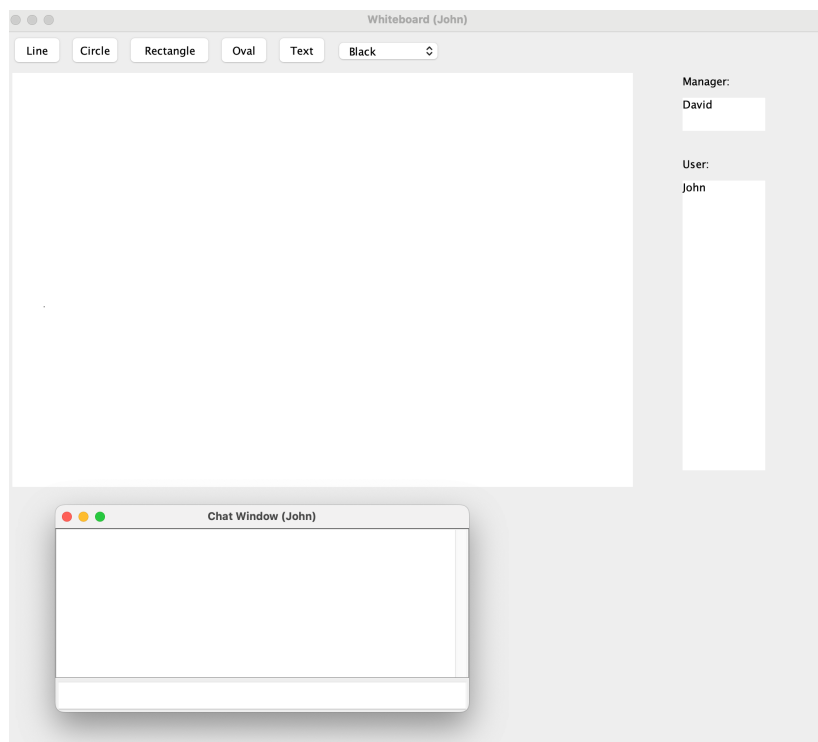 Whiteboard (John)
Line Circle Rectangle Oval Text Black
Manager:
David
User:
John
Chat Window (John)